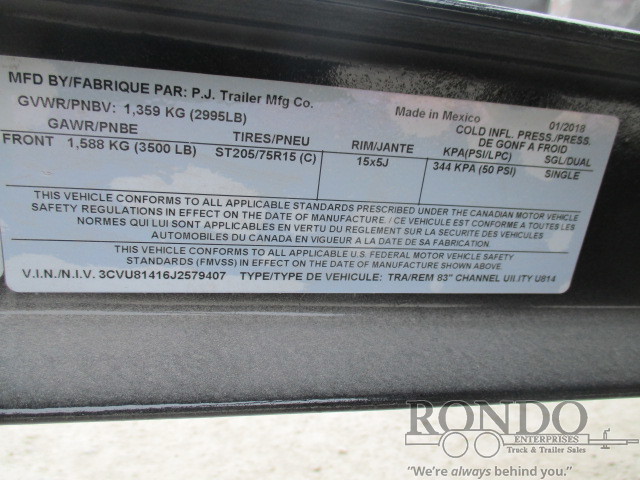 MFD BY/FABRIQUE PAR: P.J. Trailer Mfg Co.
Made in Mexico
01/2018
GVWR/PNBV: 1,359 KG (2995LB)
COLD INFL. PRESS./PRESS.
DE GONF A FROID
GAWR/PNBE TIRES/PNEU RIM/JANTE KPA(PSI/LPC) SGL/DUAL
FRONT 1,588 KG (3500 LB) ST205/75R15 (C) 15x5J 344 KPA (50 PSI) SINGLE
THIS VEHICLE CONFORMS TO ALL APPLICABLE STANDARDS PRESCRIBED UNDER THE CANADIAN MOTOR VEHICLE
SAFETY REGULATIONS IN EFFECT ON THE DATE OF MANUFACTURE / CE VEHICULE EST CONFORME A TOUTES LES
NORMES QUI LUI SONT APPLICABLES EN VERTU DU REGLEMENT SUR LA SECURITE DES VEHICULES
AUTOMOBILES DU CANADA EN VIGUEUR A LA DATE DE SA FABRICATION.
THIS VEHICLE CONFORMS TO ALL APPLICABLE U.S. FEDERAL MOTOR VEHICLE SAFETY
STANDARDS (FMVSS) IN EFFECT ON THE DATE OF MANUFACTURE SHOWN ABOVE.
V.I.N./N.I.V. 3CVU81416J2579407 TYPE/TYPE DE VEHICULE: TRA/REM 83" CHANNEL U814
RONDO
ENTERPRISES
Truck & Trailer Sales
"We're always behind you."